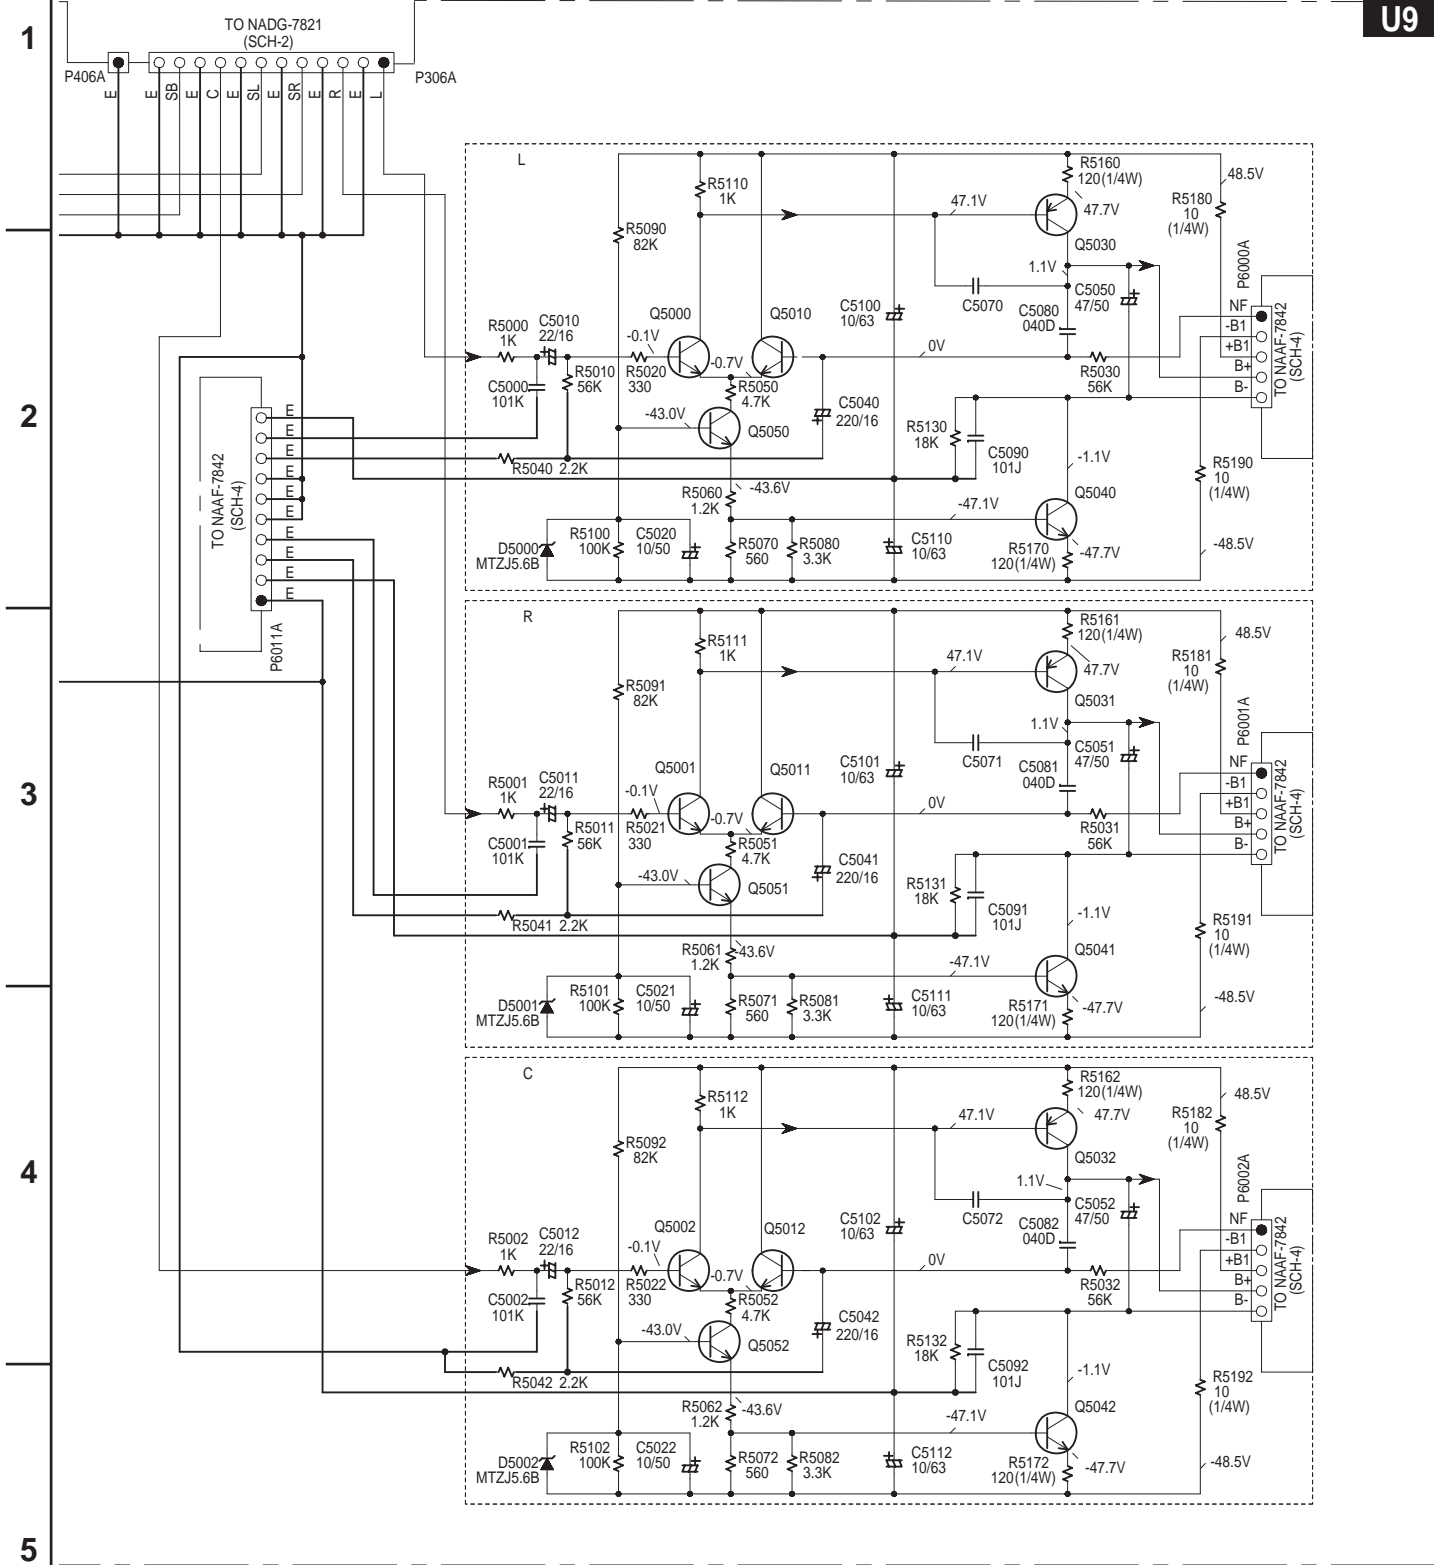 U9
1
TO NADG-7821
(SCH-2)
P406A
P306A
E
E
SB
E
C
E
SL
E
SR
E
R
E
L
L
R5110
1K
R5160
120(1/4W)
48.5V
R5180
10
(1/4W)
47.1V
47.7V
R5090
82K
Q5030
1.1V
P6000A
C5070
C5050
47/50
C5080
040D
Q5000
Q5010
C5100
10/63
NF
-B1
+B1
B+
B-
TO NAAF-7842
(SCH-4)
R5000
1K
C5010
22/16
-0.1V
0V
R5010
56K
R5020
330
-0.7V
R5050
4.7K
R5030
56K
C5000
101K
2
-43.0V
Q5050
C5040
220/16
R5130
18K
C5090
101J
-1.1V
R5190
10
(1/4W)
R5040 2.2K
R5060
1.2K
-43.6V
-47.1V
Q5040
D5000
MTZJ5.6B
R5100
100K
C5020
10/50
R5070
560
R5080
3.3K
C5110
10/63
R5170
120(1/4W)
-47.7V
-48.5V
TO NAAF-7842
(SCH-4)
E
E
E
E
E
E
E
E
E
E
P6011A
R
R5111
1K
R5161
120(1/4W)
48.5V
R5181
10
(1/4W)
47.1V
47.7V
R5091
82K
Q5031
1.1V
P6001A
C5071
C5051
47/50
C5081
040D
Q5001
Q5011
C5101
10/63
NF
-B1
+B1
B+
B-
TO NAAF-7842
(SCH-4)
3
R5001
1K
C5011
22/16
-0.1V
0V
R5011
56K
R5021
330
-0.7V
R5051
4.7K
R5031
56K
C5001
101K
-43.0V
Q5051
C5041
220/16
R5131
18K
C5091
101J
-1.1V
R5191
10
(1/4W)
R5041 2.2K
R5061
1.2K
-43.6V
-47.1V
Q5041
D5001
MTZJ5.6B
R5101
100K
C5021
10/50
R5071
560
R5081
3.3K
C5111
10/63
R5171
120(1/4W)
-47.7V
-48.5V
C
R5112
1K
R5162
120(1/4W)
48.5V
R5182
10
(1/4W)
47.1V
47.7V
R5092
82K
Q5032
4
1.1V
P6002A
C5072
C5052
47/50
C5082
040D
Q5002
Q5012
C5102
10/63
NF
-B1
+B1
B+
B-
TO NAAF-7842
(SCH-4)
R5002
1K
C5012
22/16
-0.1V
0V
R5012
56K
R5022
330
-0.7V
R5052
4.7K
R5032
56K
C5002
101K
-43.0V
Q5052
C5042
220/16
R5132
18K
C5092
101J
-1.1V
R5192
10
(1/4W)
R5042 2.2K
R5062
1.2K
-43.6V
-47.1V
Q5042
D5002
MTZJ5.6B
R5102
100K
C5022
10/50
R5072
560
R5082
3.3K
C5112
10/63
R5172
120(1/4W)
-47.7V
-48.5V
5